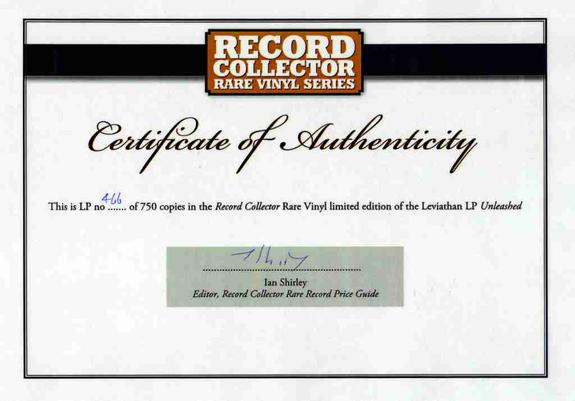 RECORD
COLLECTOR
RARE VINYL SERIES
Certificate of Authenticity
This is LP no 466 ....... of 750 copies in the Record Collector Rare Vinyl limited edition of the Leviathan LP Unleashed
Ian Shirley
Editor, Record Collector Rare Record Price Guide